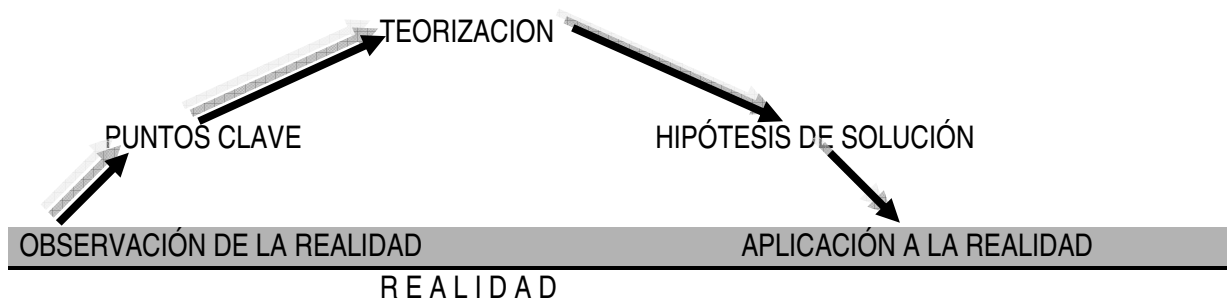 TEORIZACION
PUNTOS CLAVE
HIPÓTESIS DE SOLUCIÓN
OBSERVACIÓN DE LA REALIDAD
APLICACIÓN A LA REALIDAD
R E A L I D A D